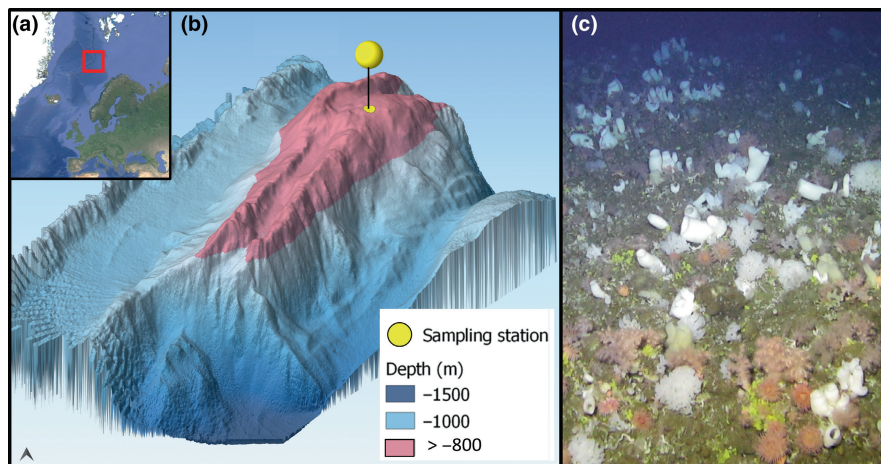 (a)
(b)
(c)
Sampling station
Depth (m)
–1500
–1000
> –800